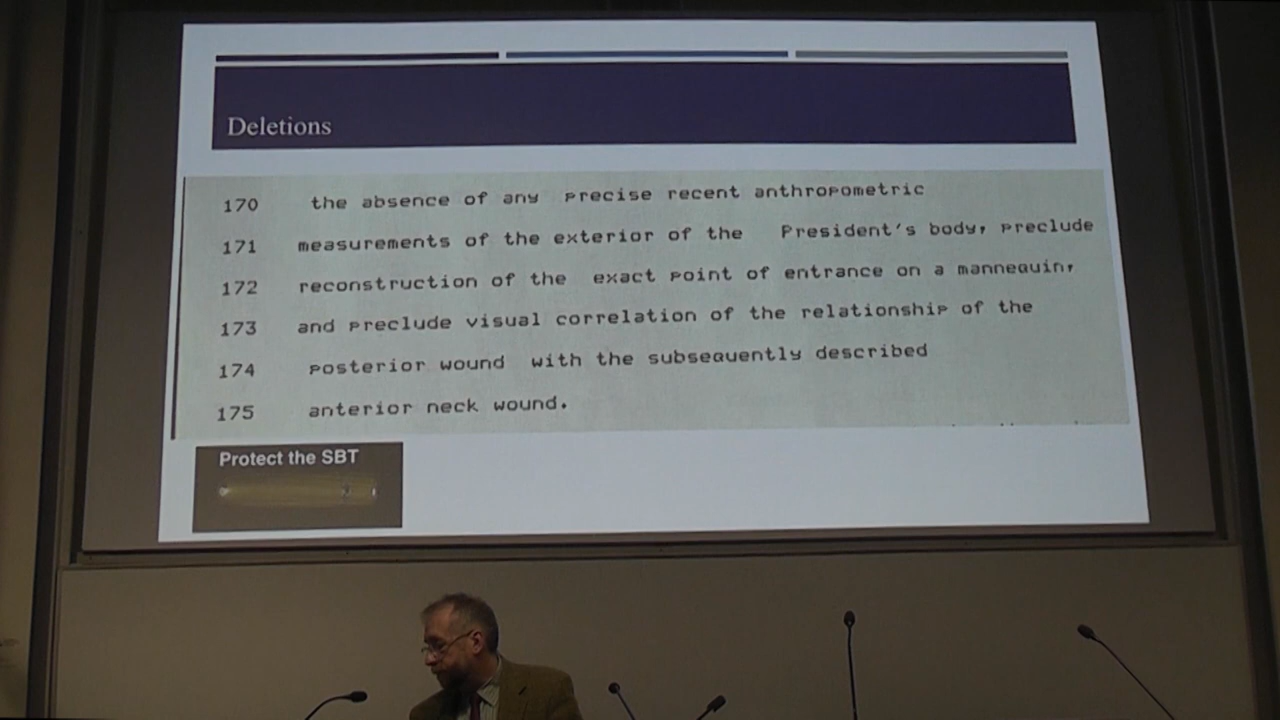 Deletions
170 the absence of any precise recent anthropometric
171 measurements of the exterior of the President's body, preclude
172 reconstruction of the exact point of entrance on a mannequin,
173 and preclude visual correlation of the relationship of the
174 posterior wound with the subsequently described
175 anterior neck wound.
Protect the SBT